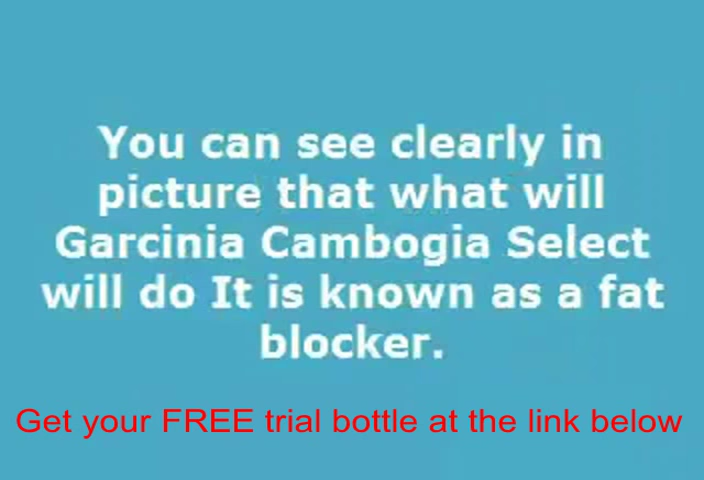 You can see clearly in
picture that what will
Garcinia Cambogia Select
will do It is known as a fat
blocker.
Get your FREE trial bottle at the link below